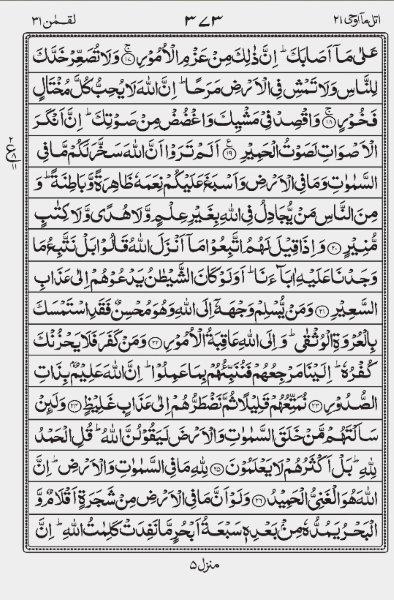 اتل ما اوحی ۲۱ ۳۷۳ لقمٰن ۳۱
عَلٰی مَاۤ اَصَابَكَ ؕ اِنَّ ذٰلِكَ مِنْ عَزْمِ الْاُمُوْرِ ۚ ﴿۱۷﴾ وَلَا تُصَعِّرْ خَدَّكَ
لِلنَّاسِ وَلَا تَمْشِ فِی الْاَرْضِ مَرَحًا ؕ اِنَّ اللّٰهَ لَا یُحِبُّ كُلَّ مُخْتَالٍ
فَخُوْرٍ ۚ ﴿۱۸﴾ وَاقْصِدْ فِیْ مَشْیِكَ وَاغْضُضْ مِنْ صَوْتِكَ ؕ اِنَّ اَنْكَرَ
الْاَصْوَاتِ لَصَوْتُ الْحَمِیْرِ ﴿۱۹﴾ اَلَمْ تَرَوْا اَنَّ اللّٰهَ سَخَّرَ لَكُمْ مَّا فِی
۲ ع ۸ ۱۱
السَّمٰوٰتِ وَمَا فِی الْاَرْضِ وَاَسْبَغَ عَلَیْكُمْ نِعَمَهٗ ظَاهِرَةً وَّبَاطِنَةً ؕ وَ
مِنَ النَّاسِ مَنْ یُّجَادِلُ فِی اللّٰهِ بِغَیْرِ عِلْمٍ وَّلَا هُدًی وَّلَا كِتٰبٍ
مُّنِیْرٍ ﴿۲۰﴾ وَاِذَا قِیْلَ لَهُمُ اتَّبِعُوْا مَاۤ اَنْزَلَ اللّٰهُ قَالُوْا بَلْ نَتَّبِعُ مَا
وَجَدْنَا عَلَیْهِ اٰبَآءَنَا ؕ اَوَلَوْ كَانَ الشَّیْطٰنُ یَدْعُوْهُمْ اِلٰی عَذَابِ
السَّعِیْرِ ﴿۲۱﴾ وَمَنْ یُّسْلِمْ وَجْهَهٗۤ اِلَی اللّٰهِ وَهُوَ مُحْسِنٌ فَقَدِ اسْتَمْسَكَ
بِالْعُرْوَةِ الْوُثْقٰی ؕ وَاِلَی اللّٰهِ عَاقِبَةُ الْاُمُوْرِ ﴿۲۲﴾ وَمَنْ كَفَرَ فَلَا یَحْزُنْكَ
كُفْرُهٗ ؕ اِلَیْنَا مَرْجِعُهُمْ فَنُنَبِّئُهُمْ بِمَا عَمِلُوْا ؕ اِنَّ اللّٰهَ عَلِیْمٌۢ بِذَاتِ
الصُّدُوْرِ ﴿۲۳﴾ نُمَتِّعُهُمْ قَلِیْلًا ثُمَّ نَضْطَرُّهُمْ اِلٰی عَذَابٍ غَلِیْظٍ ﴿۲۴﴾ وَلَىِٕنْ
سَاَلْتَهُمْ مَّنْ خَلَقَ السَّمٰوٰتِ وَالْاَرْضَ لَیَقُوْلُنَّ اللّٰهُ ؕ قُلِ الْحَمْدُ
لِلّٰهِ ؕ بَلْ اَكْثَرُهُمْ لَا یَعْلَمُوْنَ ﴿۲۵﴾ لِلّٰهِ مَا فِی السَّمٰوٰتِ وَالْاَرْضِ ؕ اِنَّ
اللّٰهَ هُوَ الْغَنِیُّ الْحَمِیْدُ ﴿۲۶﴾ وَلَوْ اَنَّ مَا فِی الْاَرْضِ مِنْ شَجَرَةٍ اَقْلَامٌ وَّ
الْبَحْرُ یَمُدُّهٗ مِنْۢ بَعْدِهٖ سَبْعَةُ اَبْحُرٍ مَّا نَفِدَتْ كَلِمٰتُ اللّٰهِ ؕ اِنَّ
منزل ۵